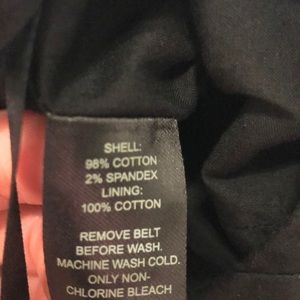 SHELL:
98% COTTON
2% SPANDEX
LINING:
100% COTTON
REMOVE BELT
BEFORE WASH.
MACHINE WASH COLD.
ONLY NON-
CHLORINE BLEACH